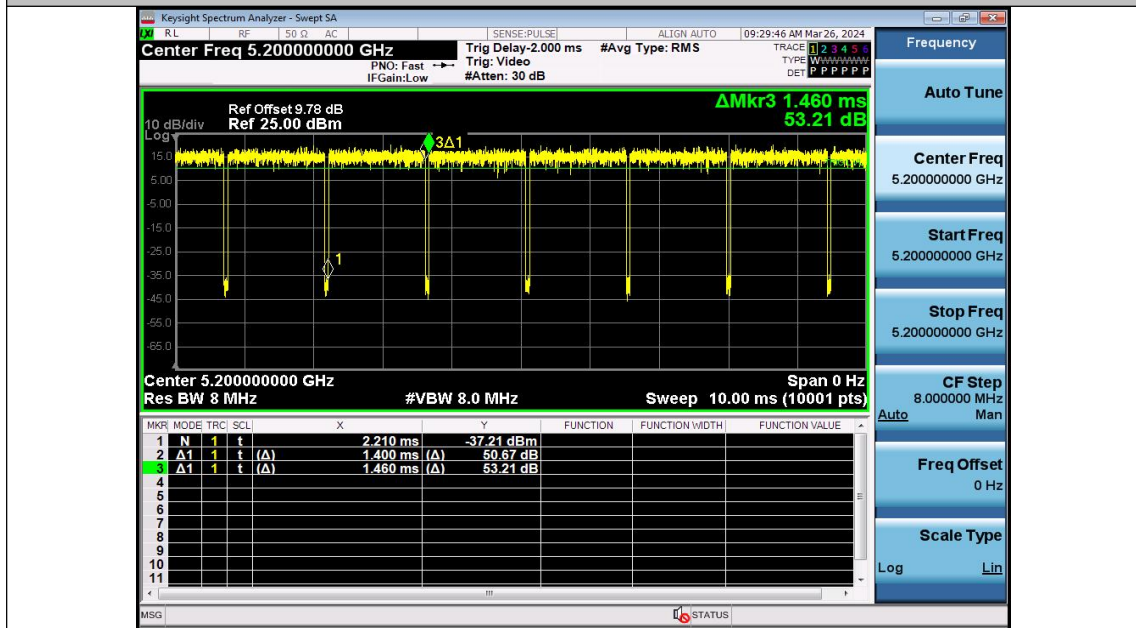 Keysight Spectrum Analyzer - Swept SA
LXI RL RF 50 Ω AC SENSE:PULSE ALIGN AUTO 09:29:46 AM Mar 26, 2024
Center Freq 5.200000000 GHz Trig Delay-2.000 ms #Avg Type: RMS TRACE 1 2 3 4 5 6
PNO: Fast Trig: Video TYPE WWWWWW
IFGain:Low #Atten: 30 dB DET P P P P P P
Ref Offset 9.78 dB ΔMkr3 1.460 ms
10 dB/div Ref 25.00 dBm 53.21 dB
Log
3Δ1
15.0
5.00
-5.00
-15.0
-25.0
1
-35.0
-45.0
-55.0
-65.0
Center 5.200000000 GHz Span 0 Hz
Res BW 8 MHz #VBW 8.0 MHz Sweep 10.00 ms (10001 pts)
MKR MODE TRC SCL X Y FUNCTION FUNCTION WIDTH FUNCTION VALUE
1 N 1 t 2.210 ms -37.21 dBm
2 Δ1 1 t (Δ) 1.400 ms (Δ) 50.67 dB
3 Δ1 1 t (Δ) 1.460 ms (Δ) 53.21 dB
4
5
6
7
8
9
10
11
MSG STATUS
Frequency
Auto Tune
Center Freq
5.200000000 GHz
Start Freq
5.200000000 GHz
Stop Freq
5.200000000 GHz
CF Step
8.000000 MHz
Auto Man
Freq Offset
0 Hz
Scale Type
Log Lin